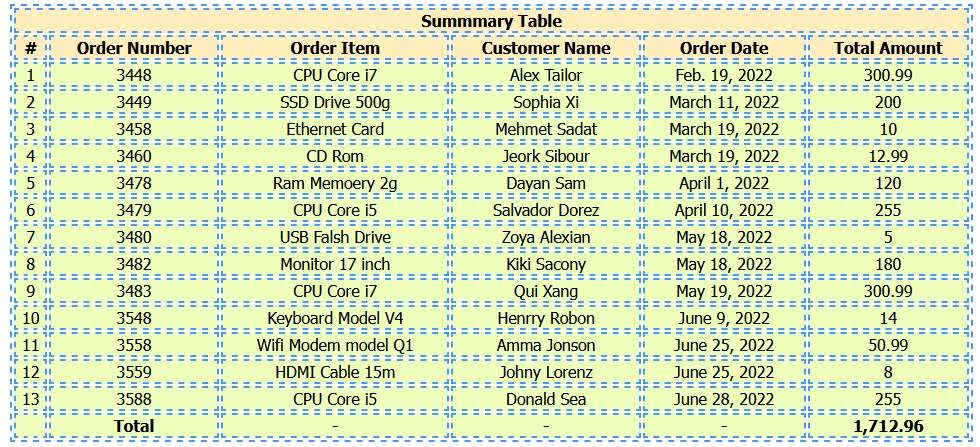 Summmary Table
# Order Number Order Item Customer Name Order Date Total Amount
1 3448 CPU Core i7 Alex Tailor Feb. 19, 2022 300.99
2 3449 SSD Drive 500g Sophia Xi March 11, 2022 200
3 3458 Ethernet Card Mehmet Sadat March 19, 2022 10
4 3460 CD Rom Jeork Sibour March 19, 2022 12.99
5 3478 Ram Memoery 2g Dayan Sam April 1, 2022 120
6 3479 CPU Core i5 Salvador Dorez April 10, 2022 255
7 3480 USB Falsh Drive Zoya Alexian May 18, 2022 5
8 3482 Monitor 17 inch Kiki Sacony May 18, 2022 180
9 3483 CPU Core i7 Qui Xang May 19, 2022 300.99
10 3548 Keyboard Model V4 Henrry Robon June 9, 2022 14
11 3558 Wifi Modem model Q1 Amma Jonson June 25, 2022 50.99
12 3559 HDMI Cable 15m Johny Lorenz June 25, 2022 8
13 3588 CPU Core i5 Donald Sea June 28, 2022 255
Total - - - 1,712.96